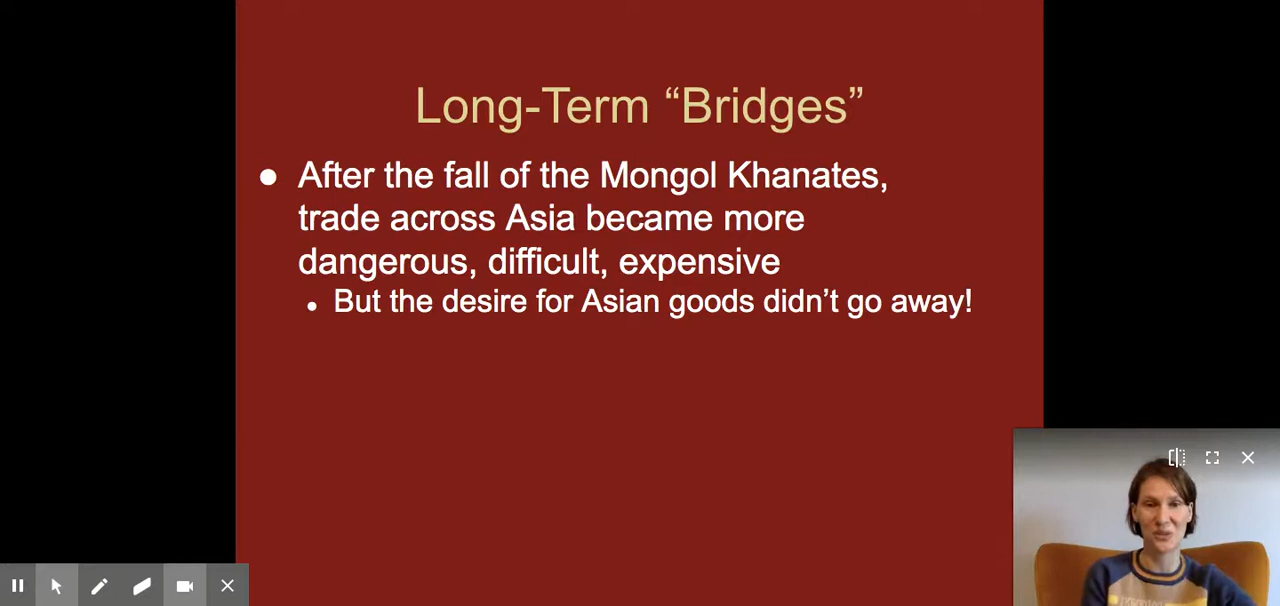 Long-Term “Bridges”
After the fall of the Mongol Khanates,
trade across Asia became more
dangerous, difficult, expensive
But the desire for Asian goods didn’t go away!